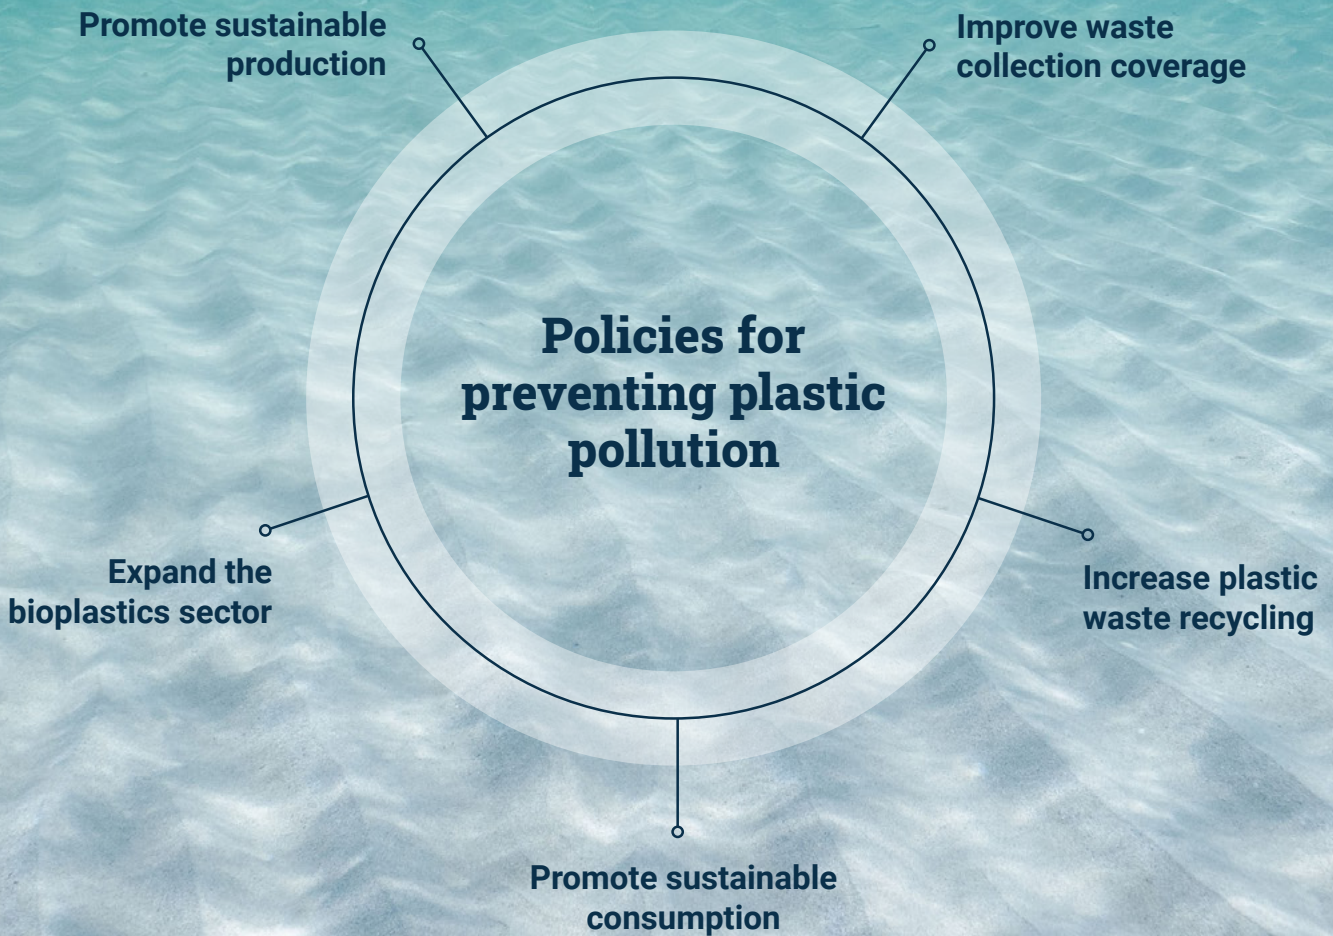 Promote sustainable
production
Improve waste
collection coverage
Policies for
preventing plastic
pollution
Expand the
bioplastics sector
Increase plastic
waste recycling
Promote sustainable
consumption